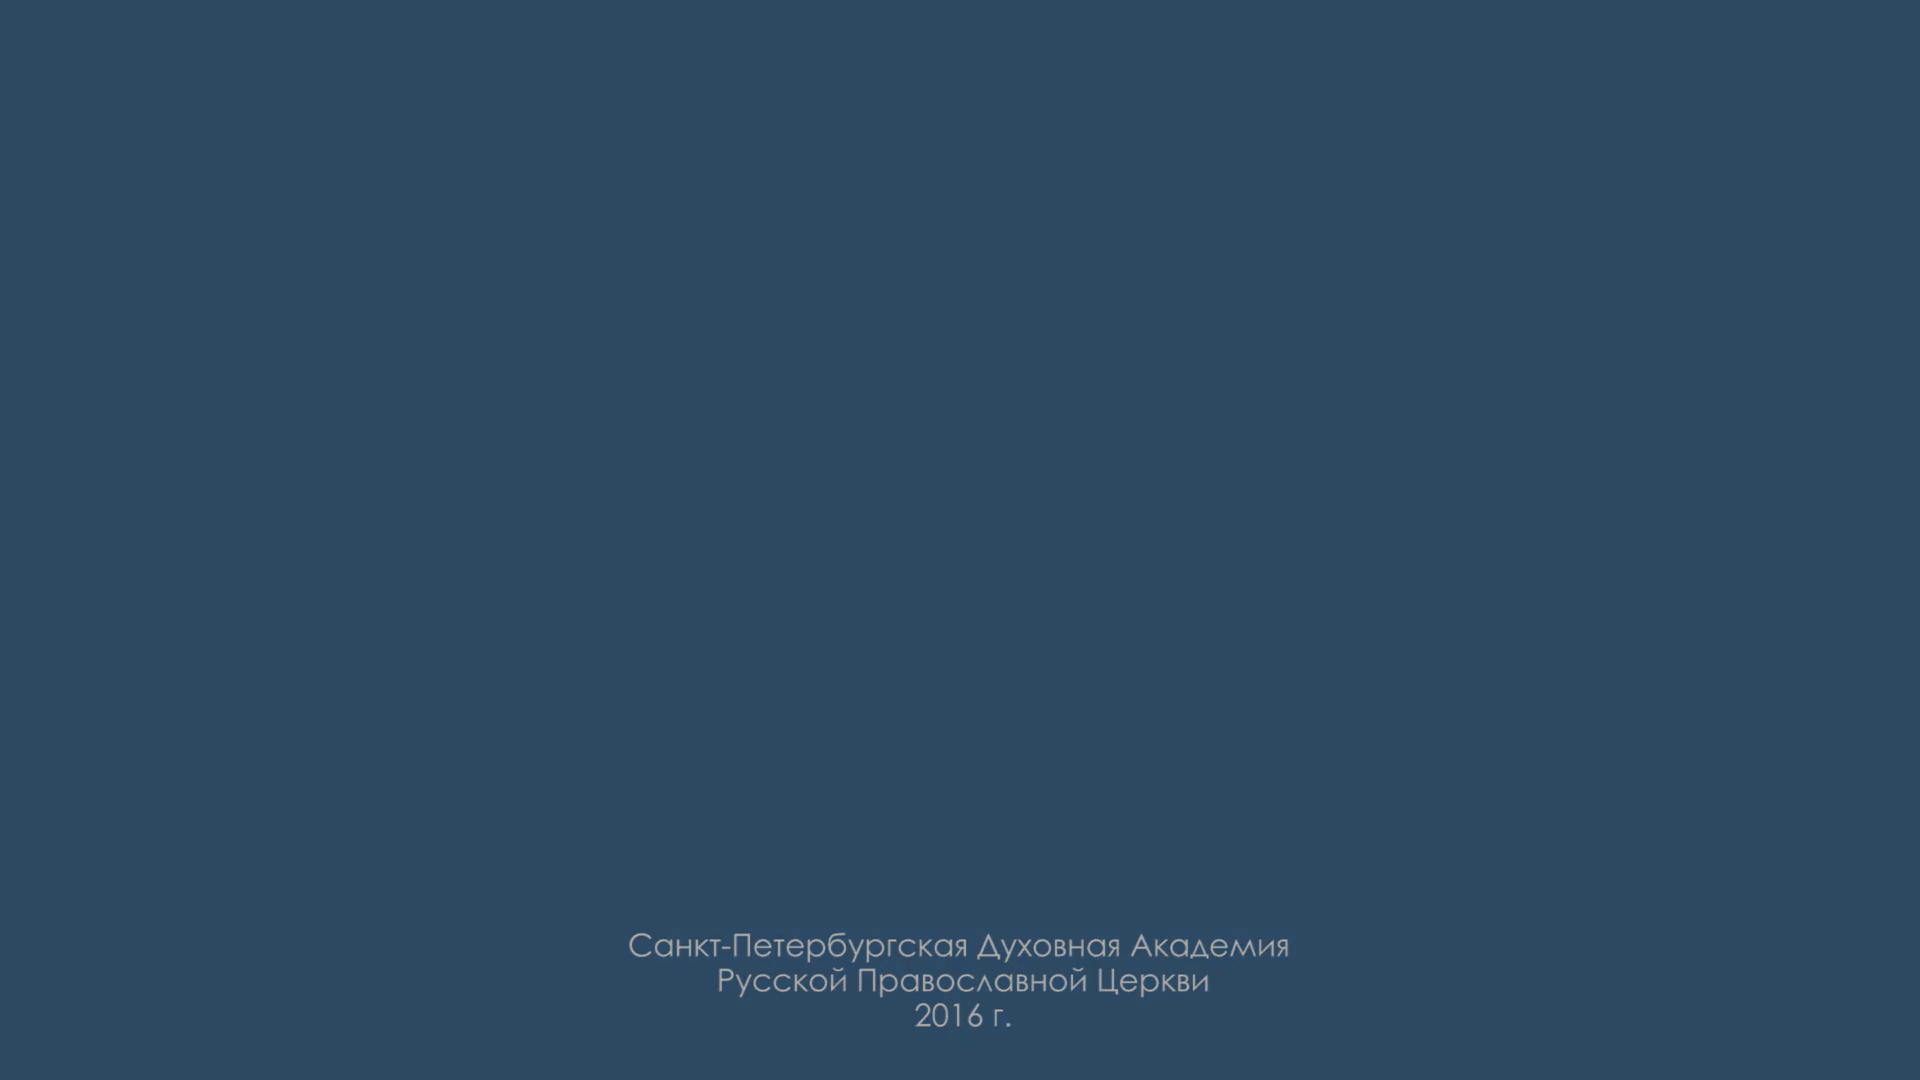 Санкт-Петербургская Духовная Академия
Русской Православной Церкви
2016 г.